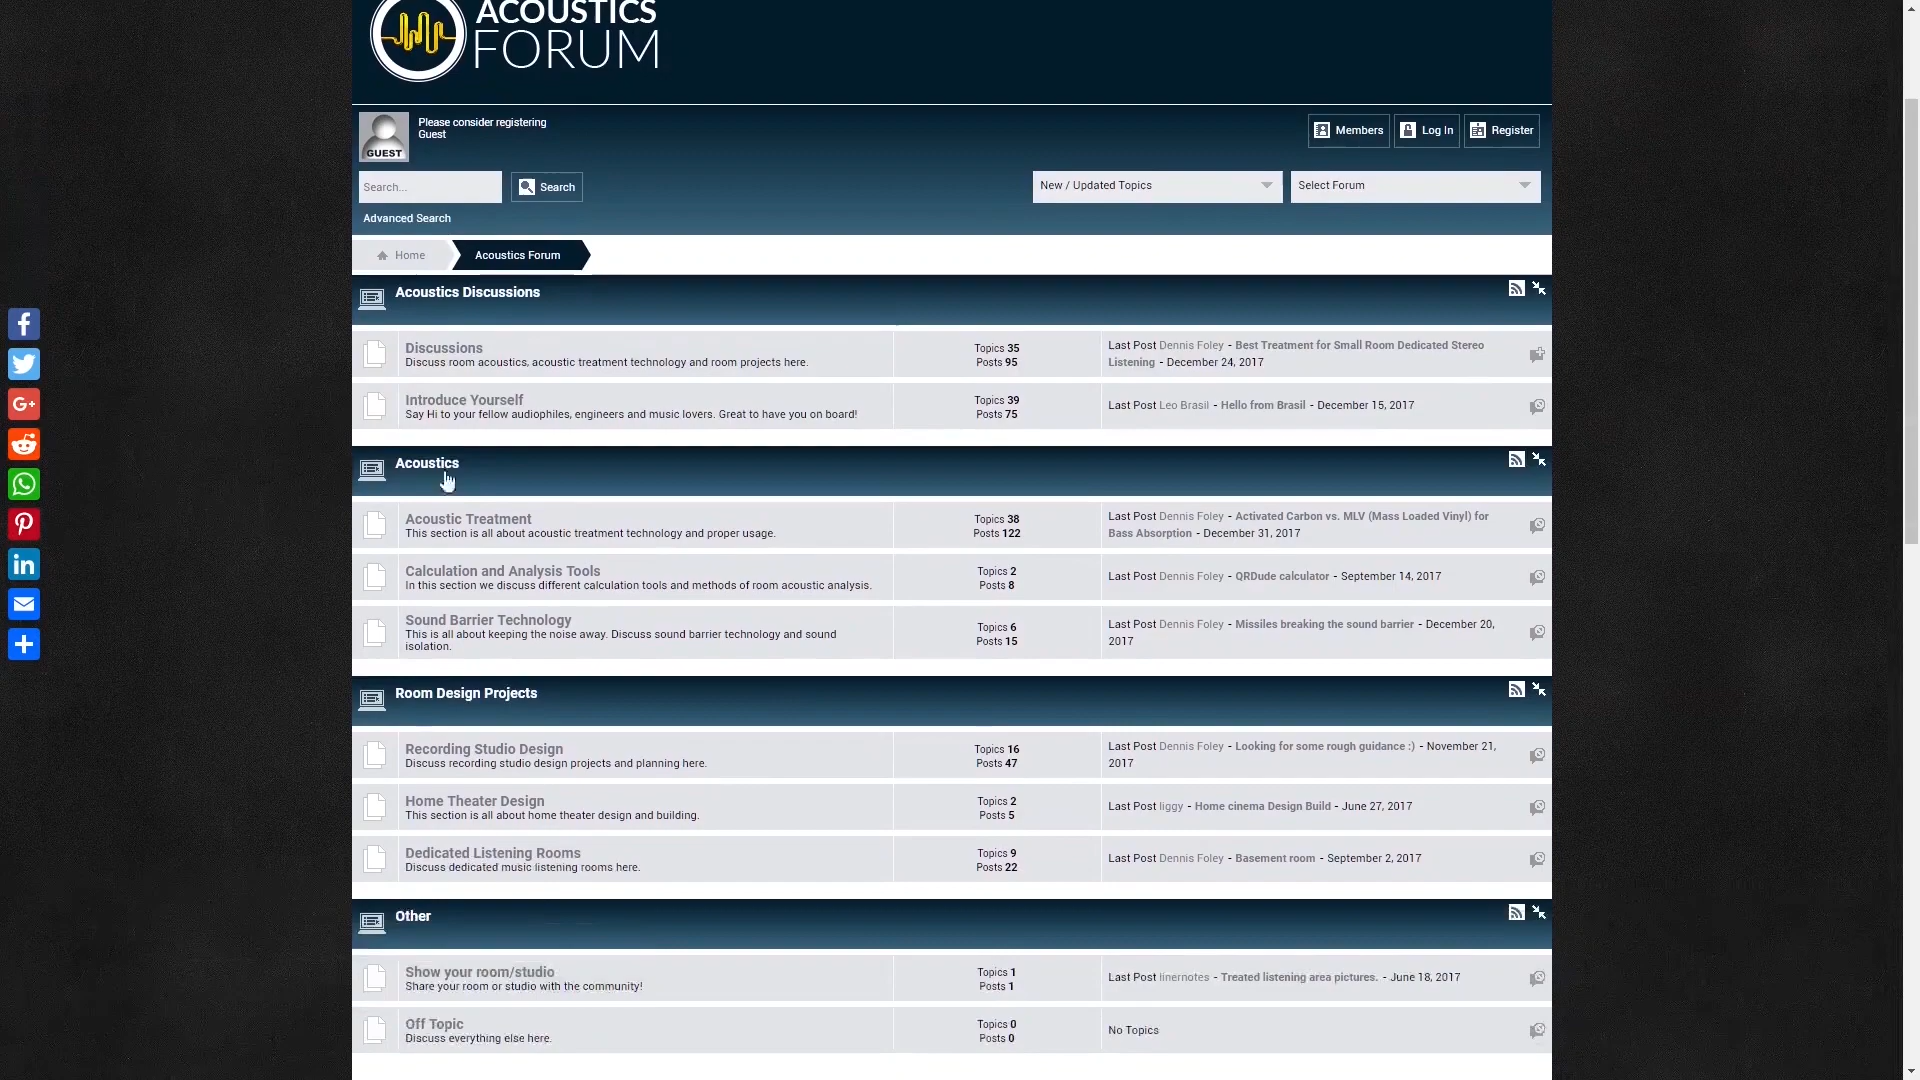 ACOUSTICS
FORUM
Please consider registering
Guest
GUEST
Members
Log In
Register
Search...
Search
New / Updated Topics
Select Forum
Advanced Search
Home
Acoustics Forum
Acoustics Discussions
Discussions
Discuss room acoustics, acoustic treatment technology and room projects here.
Topics 35
Posts 95
Last Post Dennis Foley - Best Treatment for Small Room Dedicated Stereo
Listening - December 24, 2017
Introduce Yourself
Say Hi to your fellow audiophiles, engineers and music lovers. Great to have you on board!
Topics 39
Posts 75
Last Post Leo Brasil - Hello from Brasil - December 15, 2017
Acoustics
Acoustic Treatment
This section is all about acoustic treatment technology and proper usage.
Topics 38
Posts 122
Last Post Dennis Foley - Activated Carbon vs. MLV (Mass Loaded Vinyl) for
Bass Absorption - December 31, 2017
Calculation and Analysis Tools
In this section we discuss different calculation tools and methods of room acoustic analysis.
Topics 2
Posts 8
Last Post Dennis Foley - QRDude calculator - September 14, 2017
Sound Barrier Technology
This is all about keeping the noise away. Discuss sound barrier technology and sound
isolation.
Topics 6
Posts 15
Last Post Dennis Foley - Missiles breaking the sound barrier - December 20,
2017
Room Design Projects
Recording Studio Design
Discuss recording studio design projects and planning here.
Topics 16
Posts 47
Last Post Dennis Foley - Looking for some rough guidance :) - November 21,
2017
Home Theater Design
This section is all about home theater design and building.
Topics 2
Posts 5
Last Post liggy - Home cinema Design Build - June 27, 2017
Dedicated Listening Rooms
Discuss dedicated music listening rooms here.
Topics 9
Posts 22
Last Post Dennis Foley - Basement room - September 2, 2017
Other
Show your room/studio
Share your room or studio with the community!
Topics 1
Posts 1
Last Post linernotes - Treated listening area pictures. - June 18, 2017
Off Topic
Discuss everything else here.
Topics 0
Posts 0
No Topics